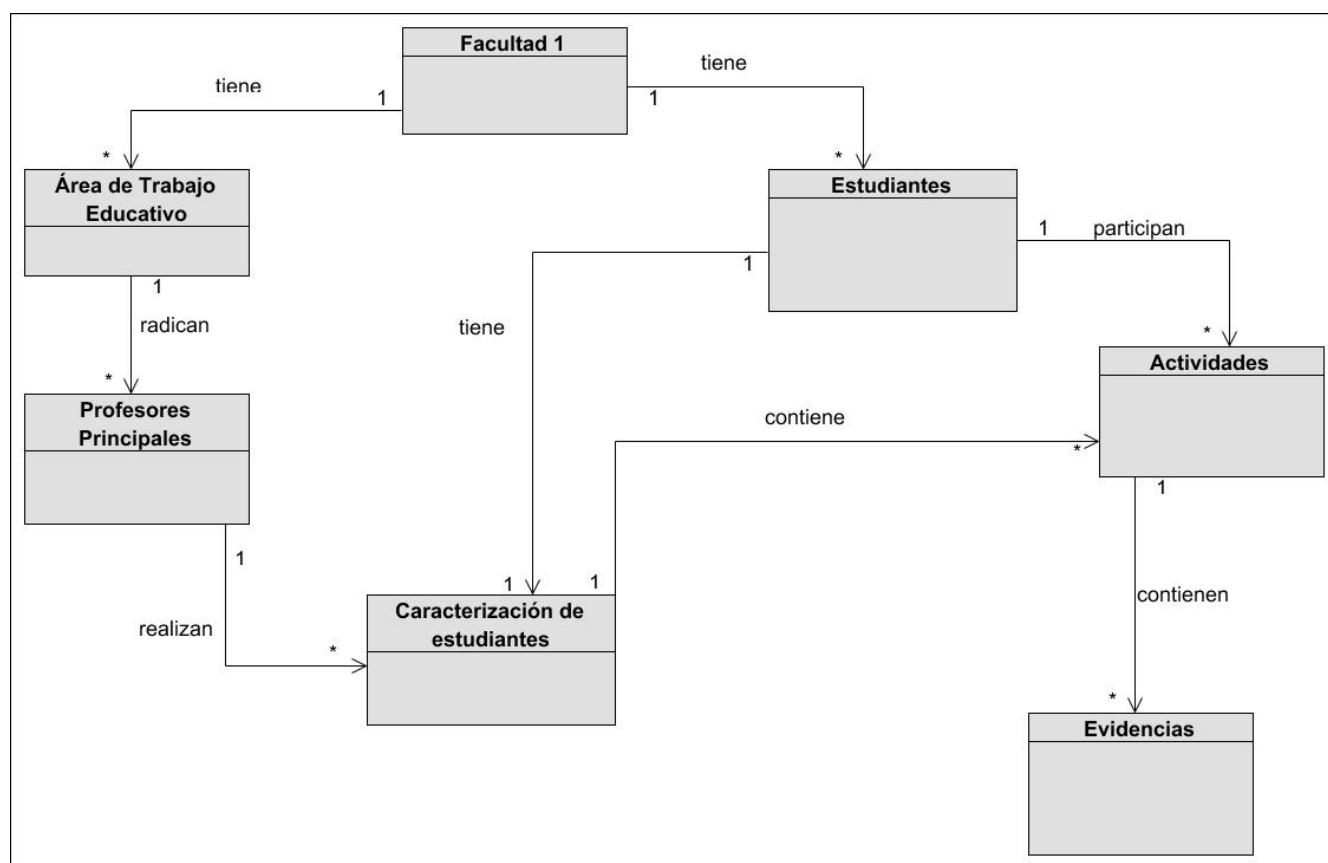 Facultad 1
tiene
1
*
tiene
1
*
Área de Trabajo
Educativo
1
radican
*
Profesores
Principales
1
realizan
*
Estudiantes
1
participan
*
1
tiene
1
Actividades
1
contiene
*
Caracterización de
estudiantes
1
contienen
*
Evidencias